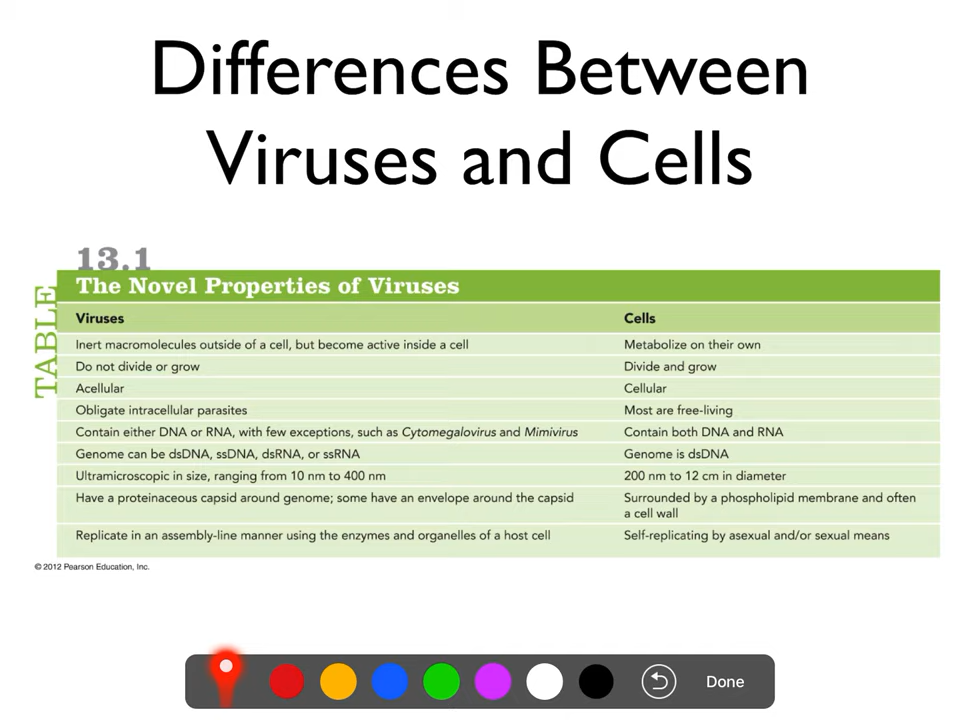 Differences Between
Viruses and Cells
13.1
TABLE
The Novel Properties of Viruses
Viruses Cells
Inert macromolecules outside of a cell, but become active inside a cell Metabolize on their own
Do not divide or grow Divide and grow
Acellular Cellular
Obligate intracellular parasites Most are free-living
Contain either DNA or RNA, with few exceptions, such as Cytomegalovirus and Mimivirus Contain both DNA and RNA
Genome can be dsDNA, ssDNA, dsRNA, or ssRNA Genome is dsDNA
Ultramicroscopic in size, ranging from 10 nm to 400 nm 200 nm to 12 cm in diameter
Have a proteinaceous capsid around genome; some have an envelope around the capsid Surrounded by a phospholipid membrane and often
a cell wall
Replicate in an assembly-line manner using the enzymes and organelles of a host cell Self-replicating by asexual and/or sexual means
© 2012 Pearson Education, Inc.
Done